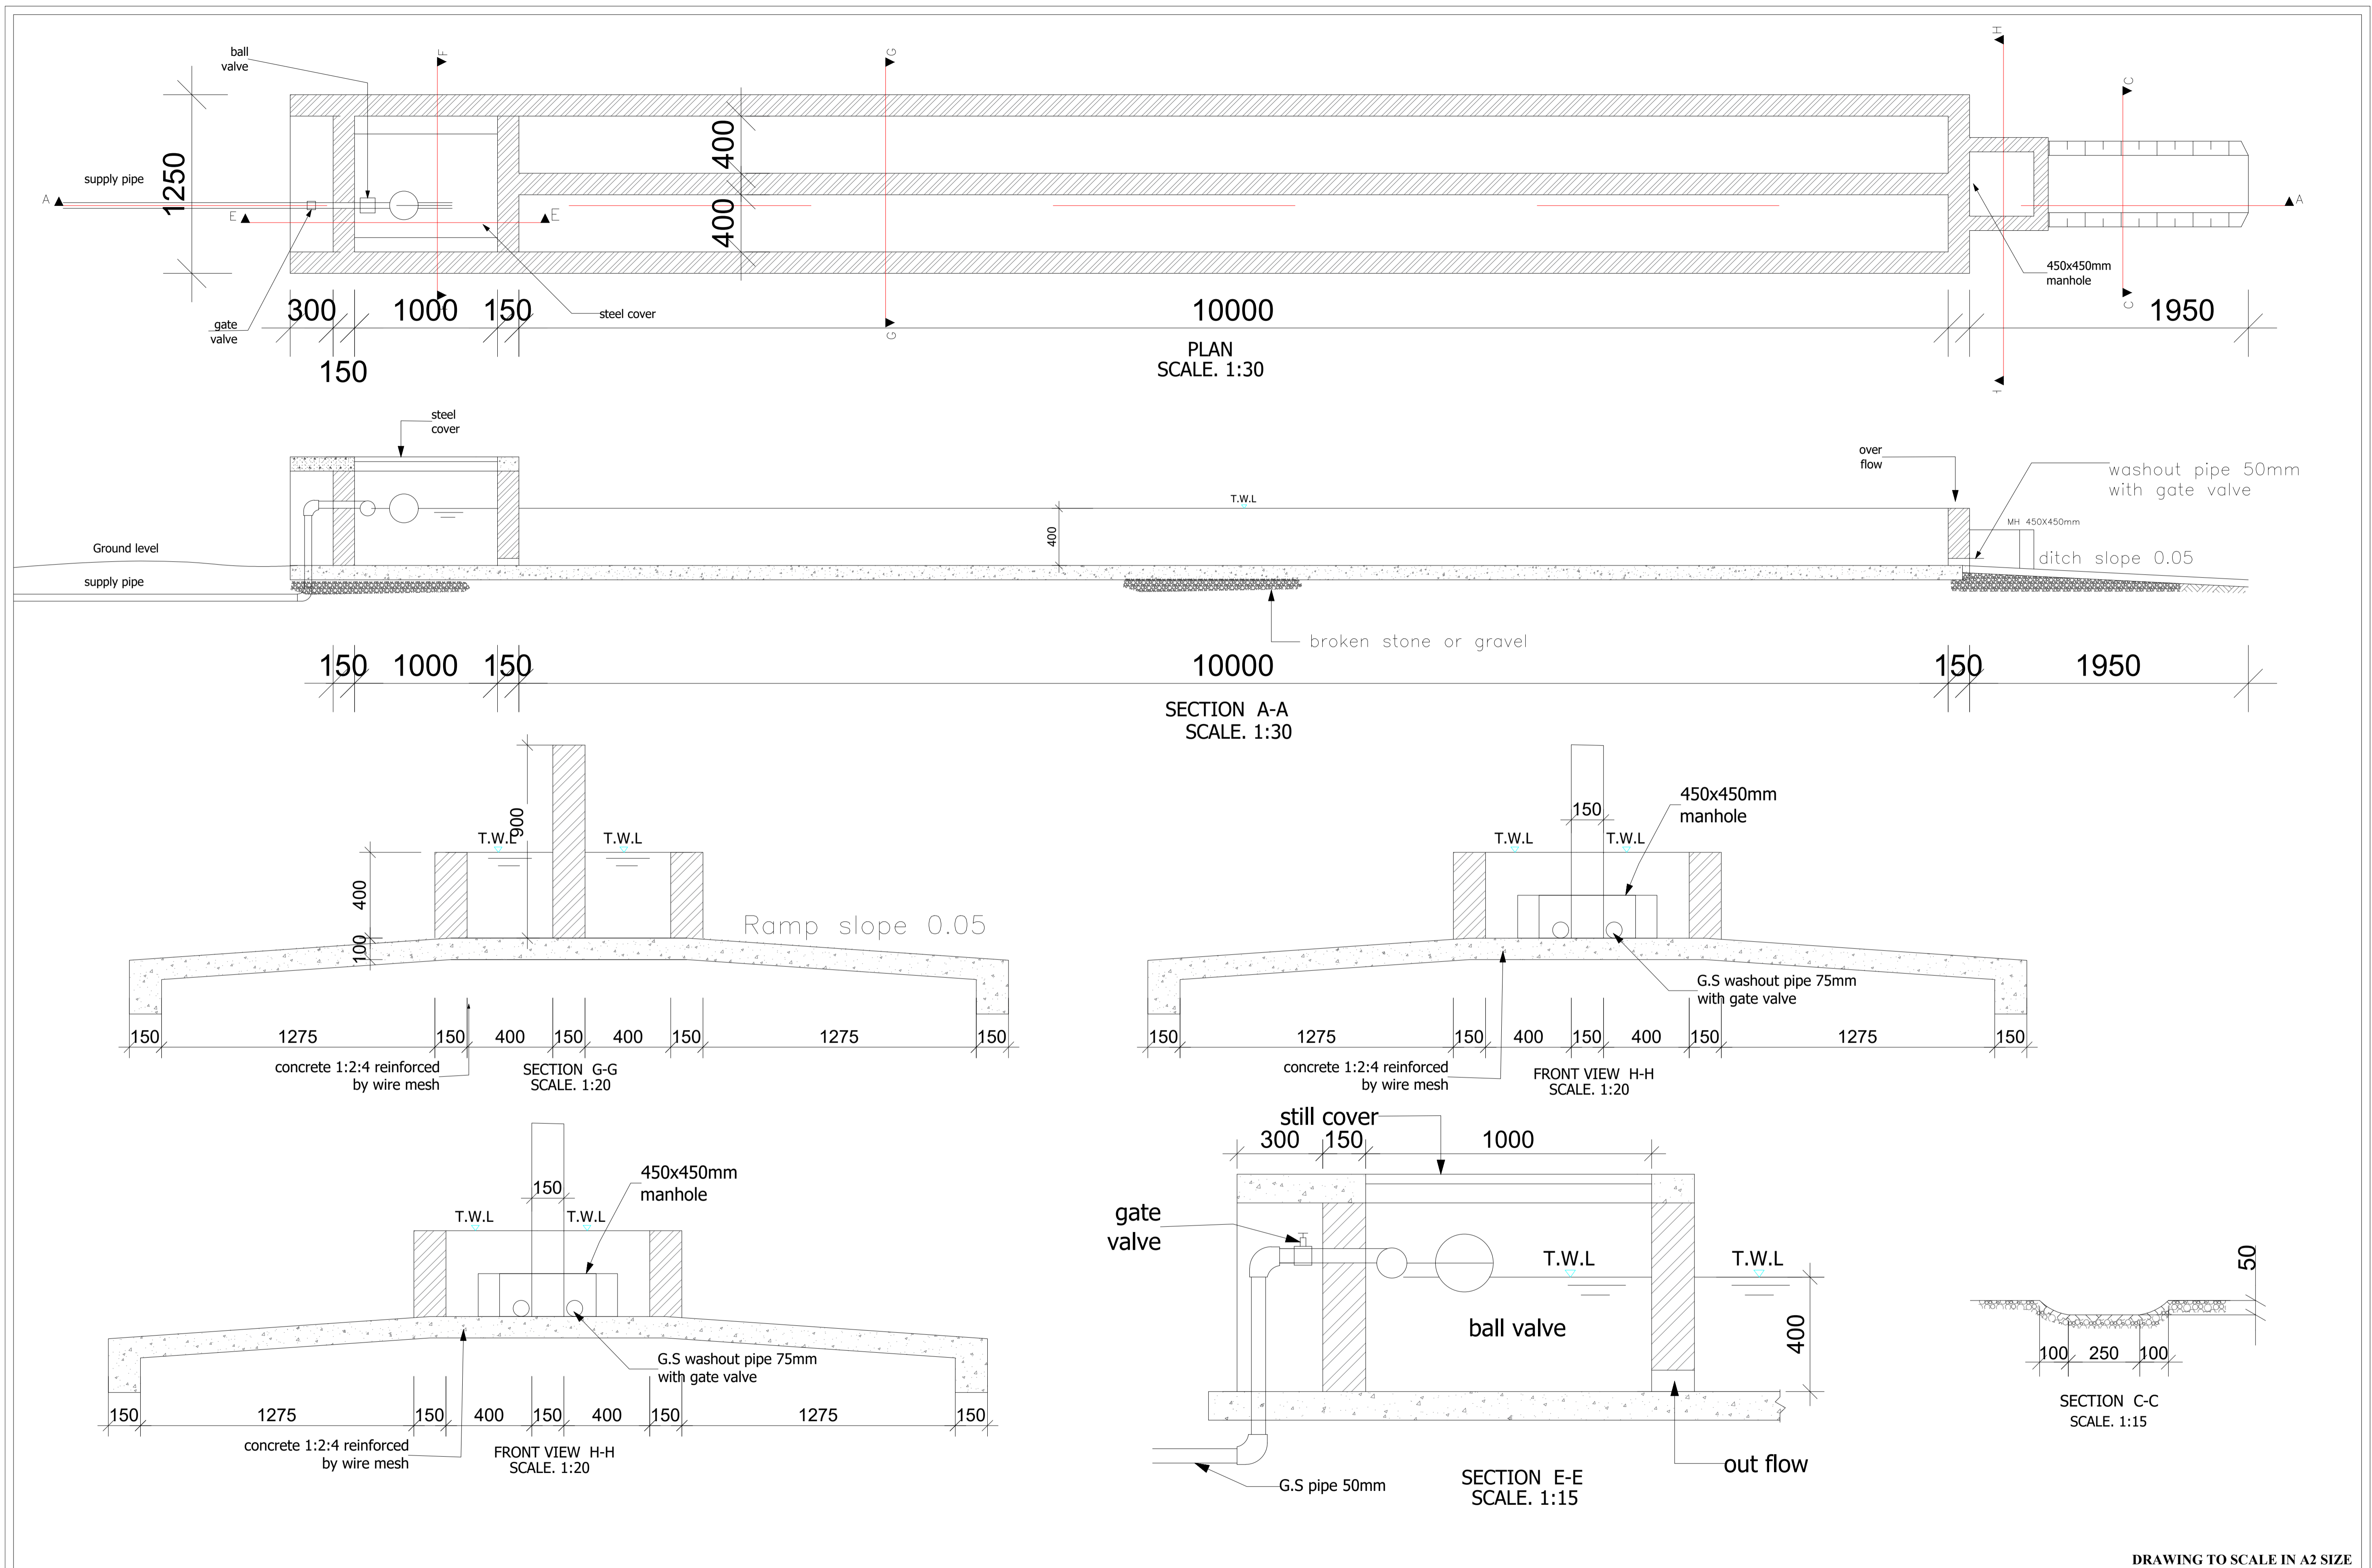 ball
valve
F
G
H
C
1250
supply pipe
400
400
A
E
E
A
450x450mm
manhole
300
1000
150
steel cover
10000
1950
gate
valve
G
C
150
PLAN
SCALE. 1:30
steel
cover
over
flow
washout pipe 50mm
with gate valve
T.W.L
MH 450X450mm
400
Ground level
ditch slope 0.05
supply pipe
broken stone or gravel
150
1000
150
10000
150
1950
SECTION A-A
SCALE. 1:30
900
T.W.L
T.W.L
400
100
Ramp slope 0.05
150
1275
150
400
150
400
150
1275
150
concrete 1:2:4 reinforced
by wire mesh
SECTION G-G
SCALE. 1:20
450x450mm
manhole
150
T.W.L
T.W.L
G.S washout pipe 75mm
with gate valve
150
1275
150
400
150
400
150
1275
150
concrete 1:2:4 reinforced
by wire mesh
FRONT VIEW H-H
SCALE. 1:20
450x450mm
manhole
150
T.W.L
T.W.L
G.S washout pipe 75mm
with gate valve
150
1275
150
400
150
400
150
1275
150
concrete 1:2:4 reinforced
by wire mesh
FRONT VIEW H-H
SCALE. 1:20
still cover
300
150
1000
gate
valve
T.W.L
T.W.L
ball valve
400
out flow
G.S pipe 50mm
SECTION E-E
SCALE. 1:15
50
100
250
100
SECTION C-C
SCALE. 1:15
DRAWING TO SCALE IN A2 SIZE